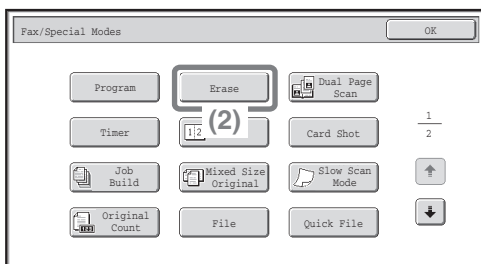 Fax/Special Modes
OK
Program
Erase
Dual Page
Scan
Timer
1 2
(2)
Card Shot
1
2
Job
Build
Mixed Size
Original
Slow Scan
Mode
Original
Count
File
Quick File